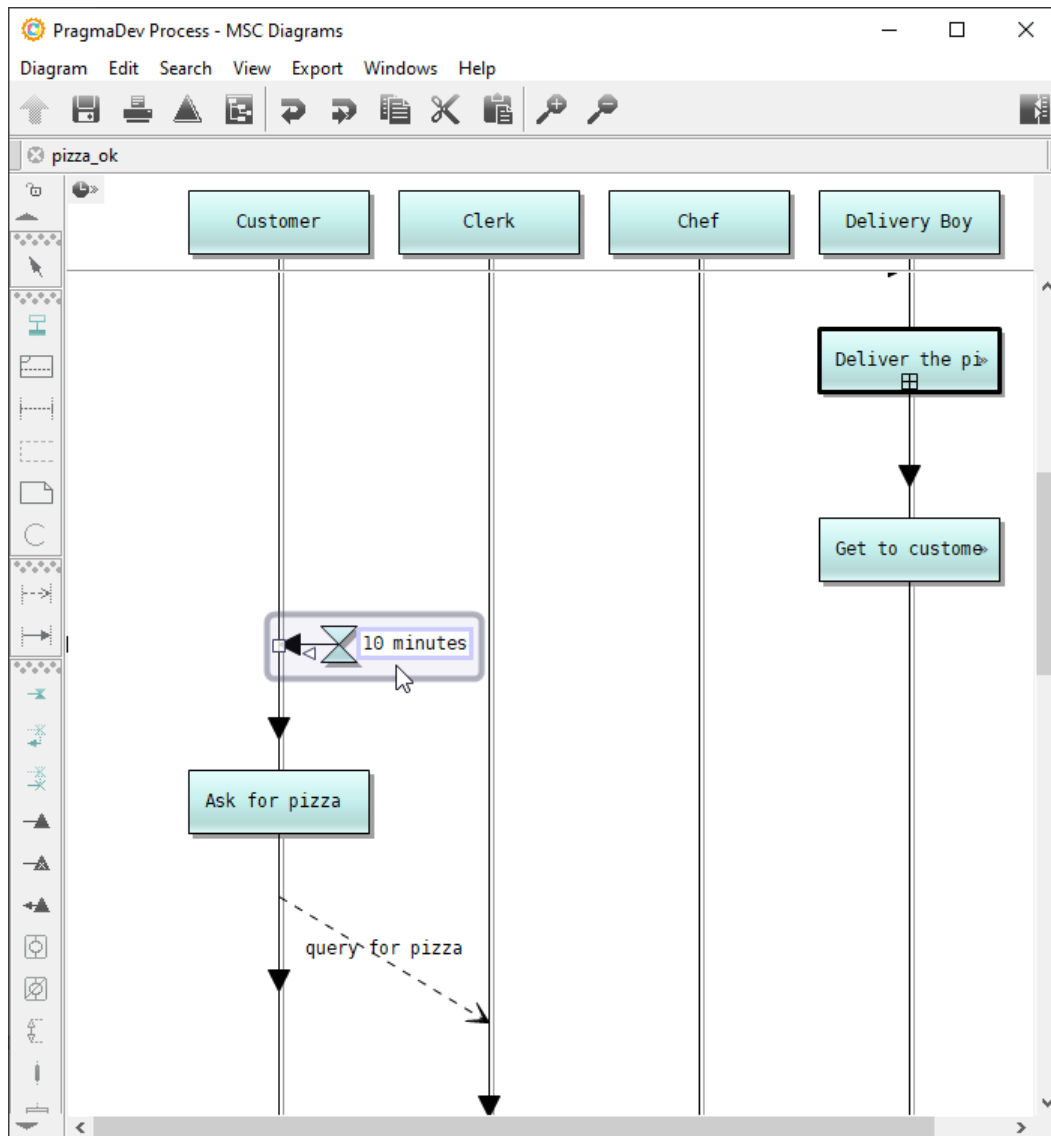 PragmaDev Process - MSC Diagrams
Diagram Edit Search View Export Windows Help
pizza_ok
Customer
Clerk
Chef
Delivery Boy
Deliver the pi»
Get to custome»
10 minutes
Ask for pizza
query for pizza